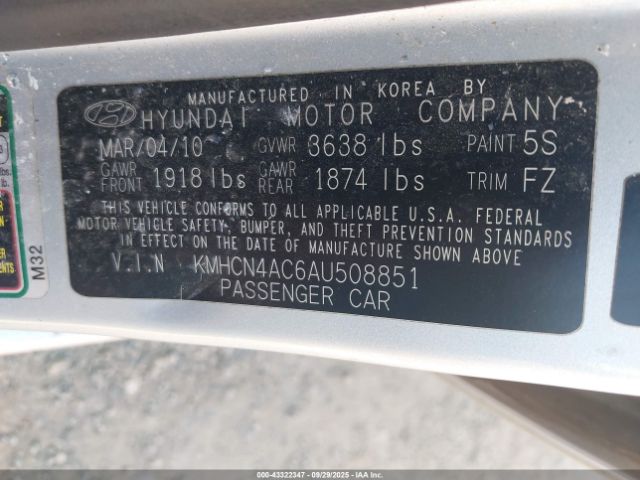 MANUFACTURED IN KOREA BY
HYUNDAI MOTOR COMPANY
MAR/04/10 GVWR 3638 lbs PAINT 5S
GAWR FRONT 1918 lbs GAWR REAR 1874 lbs TRIM FZ
THIS VEHICLE CONFORMS TO ALL APPLICABLE U.S.A. FEDERAL
MOTOR VEHICLE SAFETY, BUMPER, AND THEFT PREVENTION STANDARDS
IN EFFECT ON THE DATE OF MANUFACTURE SHOWN ABOVE
V.I.N KMHCN4AC6AU508851
PASSENGER CAR
M32
000-43322347 - 09/29/2025 - IAAI.COM